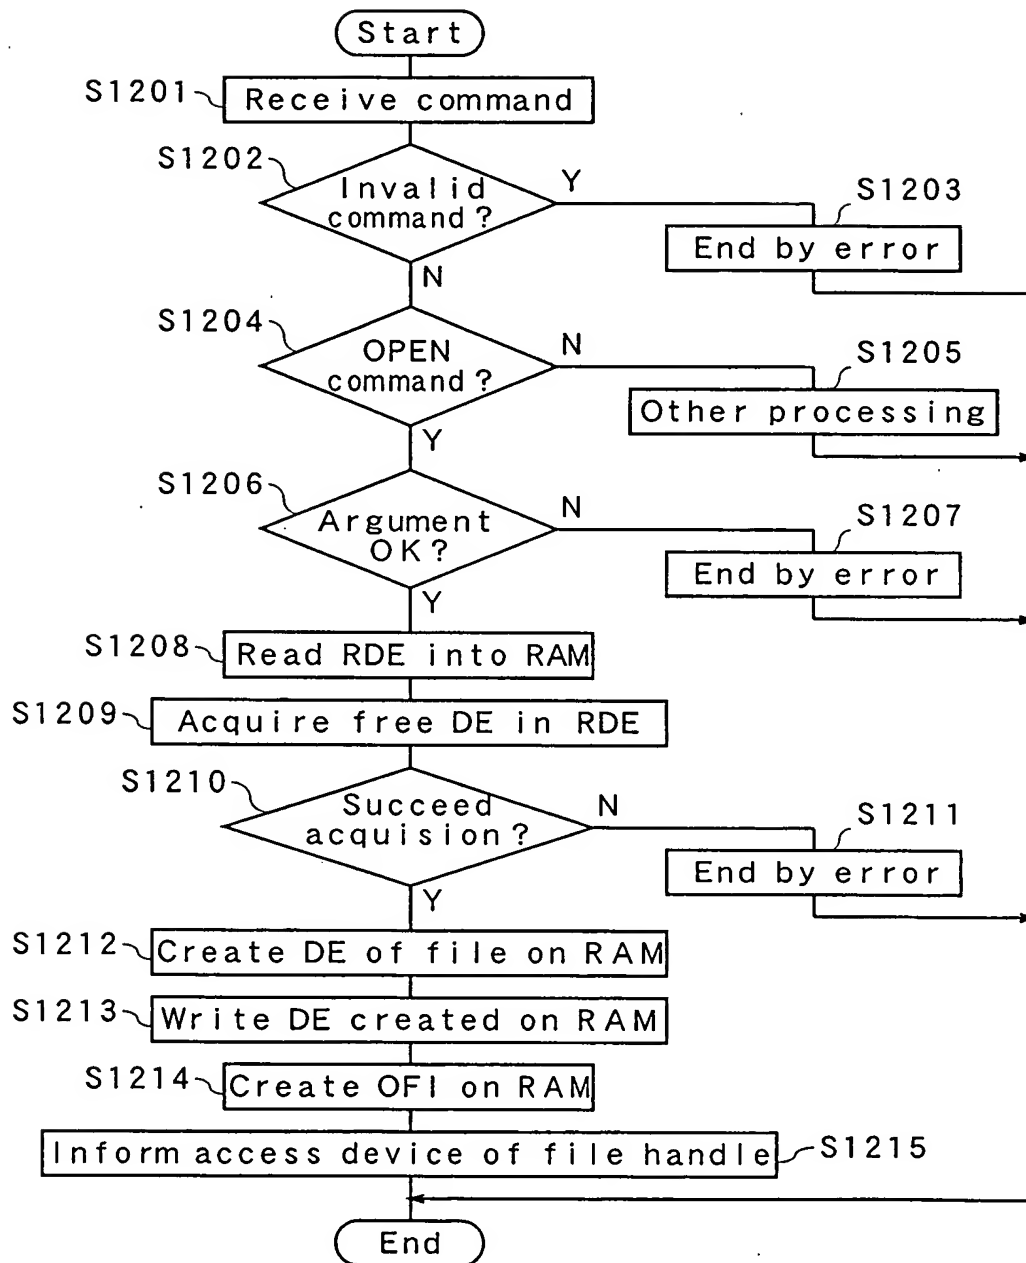 Start
S1201
Receive command
S1202
Invalid
command?
Y
N
S1203
End by error
S1204
OPEN
command?
N
Y
S1205
Other processing
S1206
Argument
OK?
N
Y
S1207
End by error
S1208
Read RDE into RAM
S1209
Acquire free DE in RDE
S1210
Succeed
acquision?
N
Y
S1211
End by error
S1212
Create DE of file on RAM
S1213
Write DE created on RAM
S1214
Create OFI on RAM
Inform access device of file handle
S1215
End